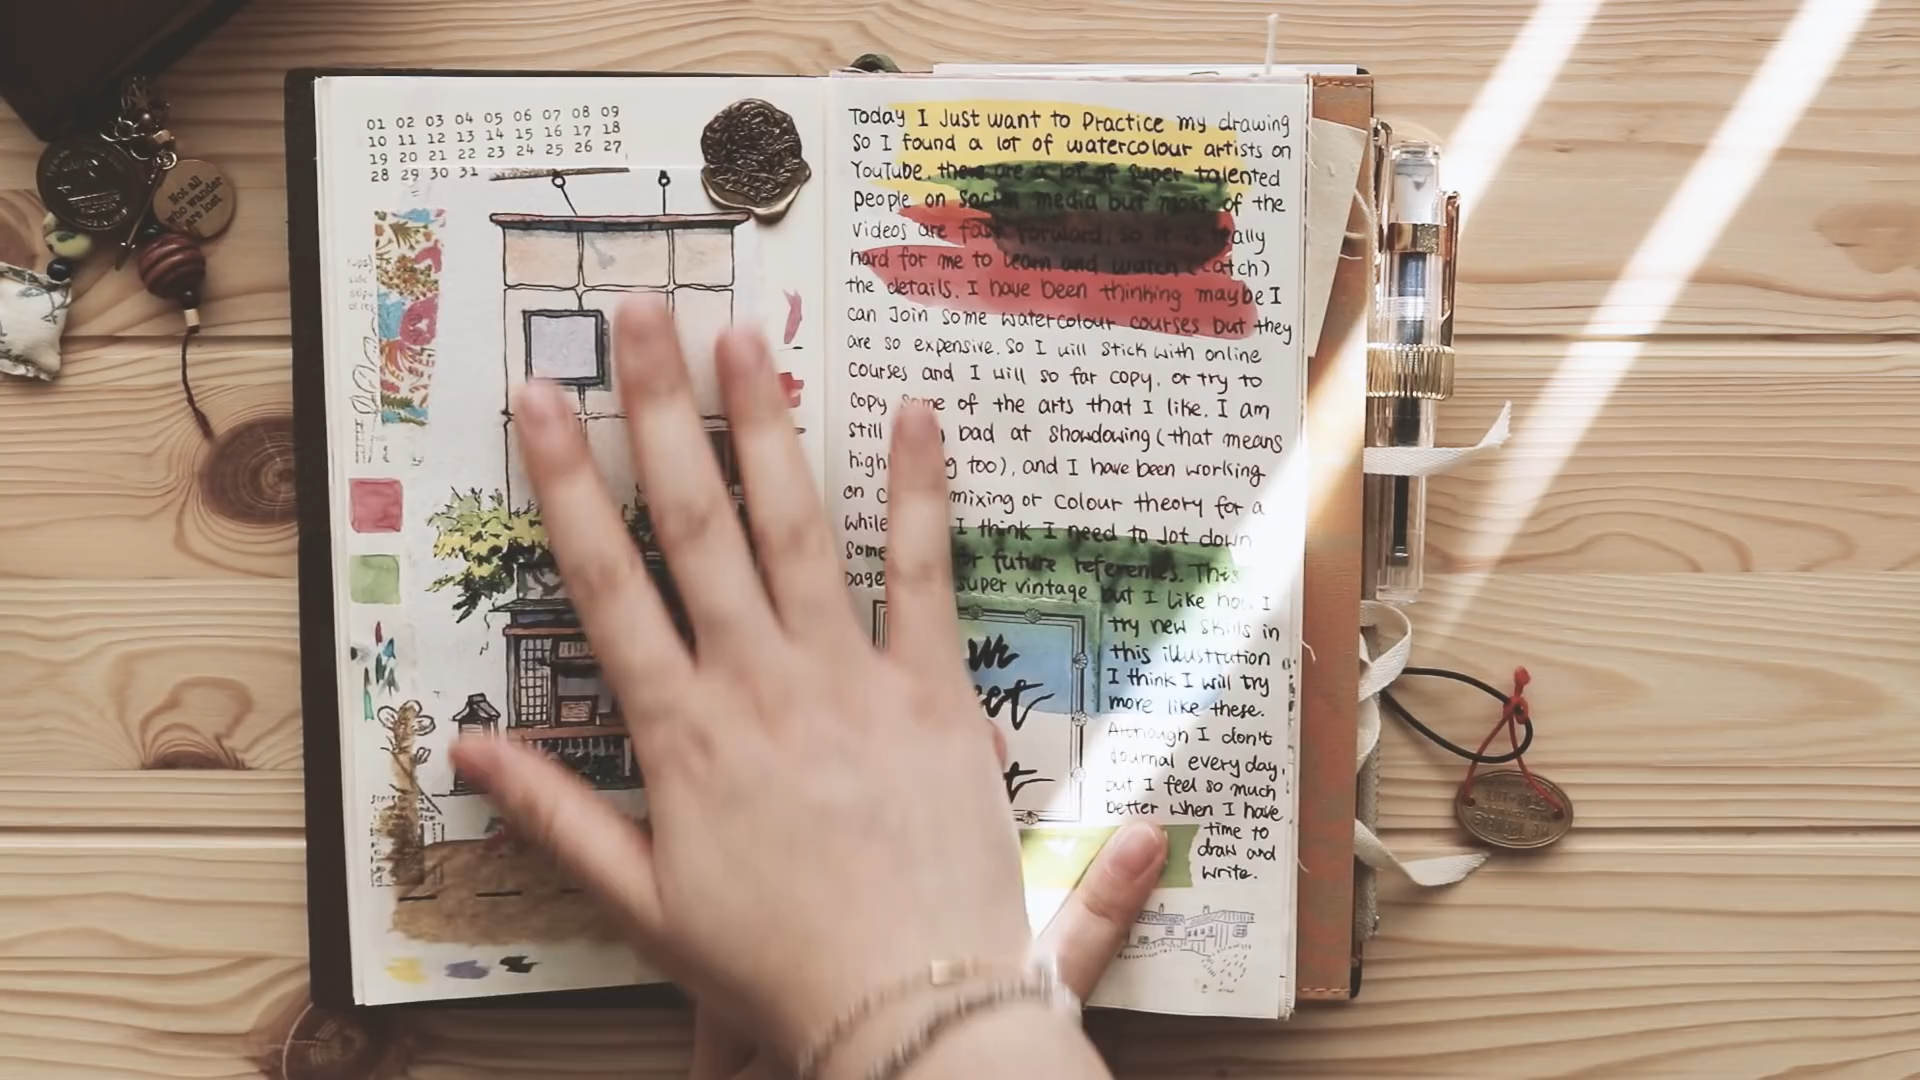 01 02 03 04 05 06 07 08 09
10 11 12 13 14 15 16 17 18
19 20 21 22 23 24 25 26 27
28 29 30 31
Not all
who wander
are lost
Today I Just want to Practice my drawing
So I found a lot of watercolour artists on
YouTube. there are a lot of super talented
people on social media but most of the
videos are fast forward, so it is really
hard for me to learn and watch (catch)
the details. I have been thinking maybe I
can Join some watercolour courses but they
are so expensive. So I will stick with online
courses and I will so far copy. or try to
copy some of the arts that I like. I am
still bad at Showdowing (that means
high g too), and I have been working
on c mixing or colour theory for a
while I think I need to Jot down
Some for future references. This
page super vintage but I like how I
try new skills in
this illustration
I think I will try
more like these.
Although I don't
Journal every day,
but I feel so much
better when I have
time to
draw and
write.